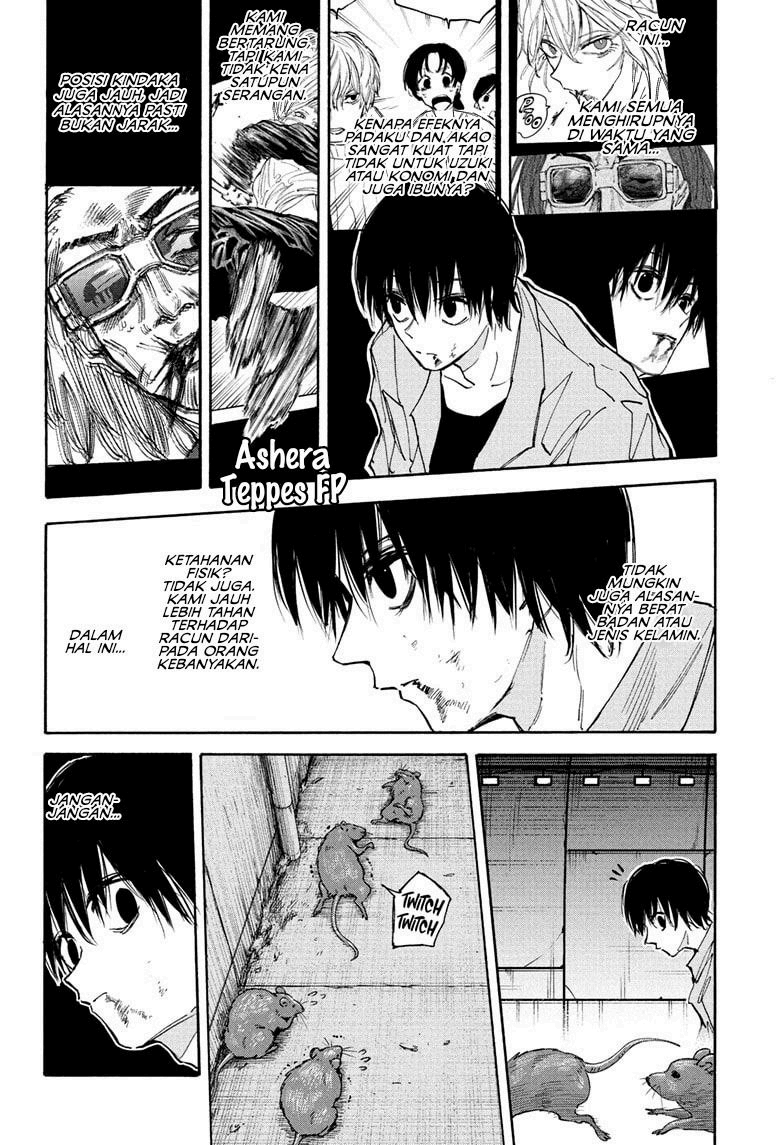 RACUN
INI...
KAMI SEMUA
MENGHIRUPNYA
DI WAKTU YANG
SAMA...
KENAPA EFEKNYA
PADAKU DAN AKAO
SANGAT KUAT TAPI
TIDAK UNTUK UZUKI
ATAU KONOMI DAN
JUGA IBUNYA?
KAMI
MEMANG
BERTARUNG,
TAPI KAMI
TIDAK KENA
SATUPUN
SERANGAN.
POSISI KINDAKA
JUGA JAUH, JADI
ALASANNYA PASTI
BUKAN JARAK...
Ashera
Teppes FP
TIDAK
MUNGKIN
JUGA ALASAN-
NYA BERAT
BADAN ATAU
JENIS KELAMIN.
KETAHANAN
FISIK?
TIDAK JUGA.
KAMI JAUH
LEBIH TAHAN
TERHADAP
RACUN DARI-
PADA ORANG
KEBANYAKAN.
DALAM
HAL INI...
TWITCH
TWITCH
JANGAN-
JANGAN...